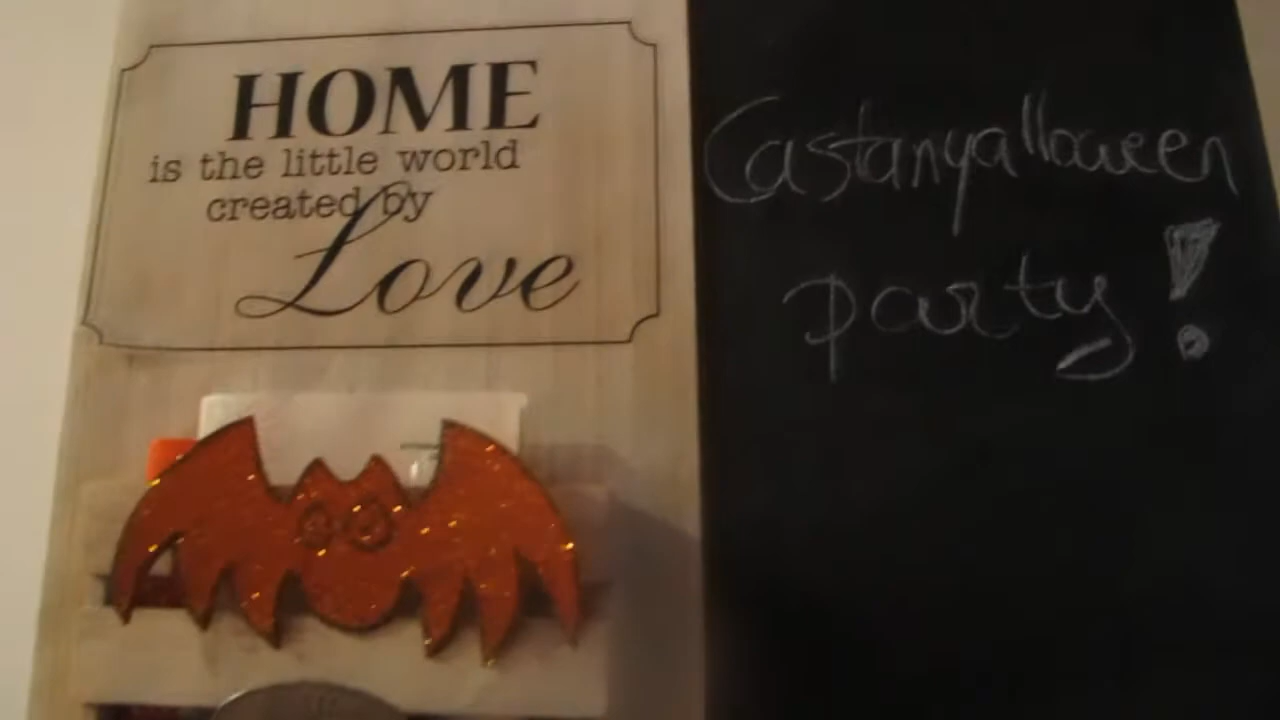 HOME
is the little world
created by
Love
Castanyalloween
party!